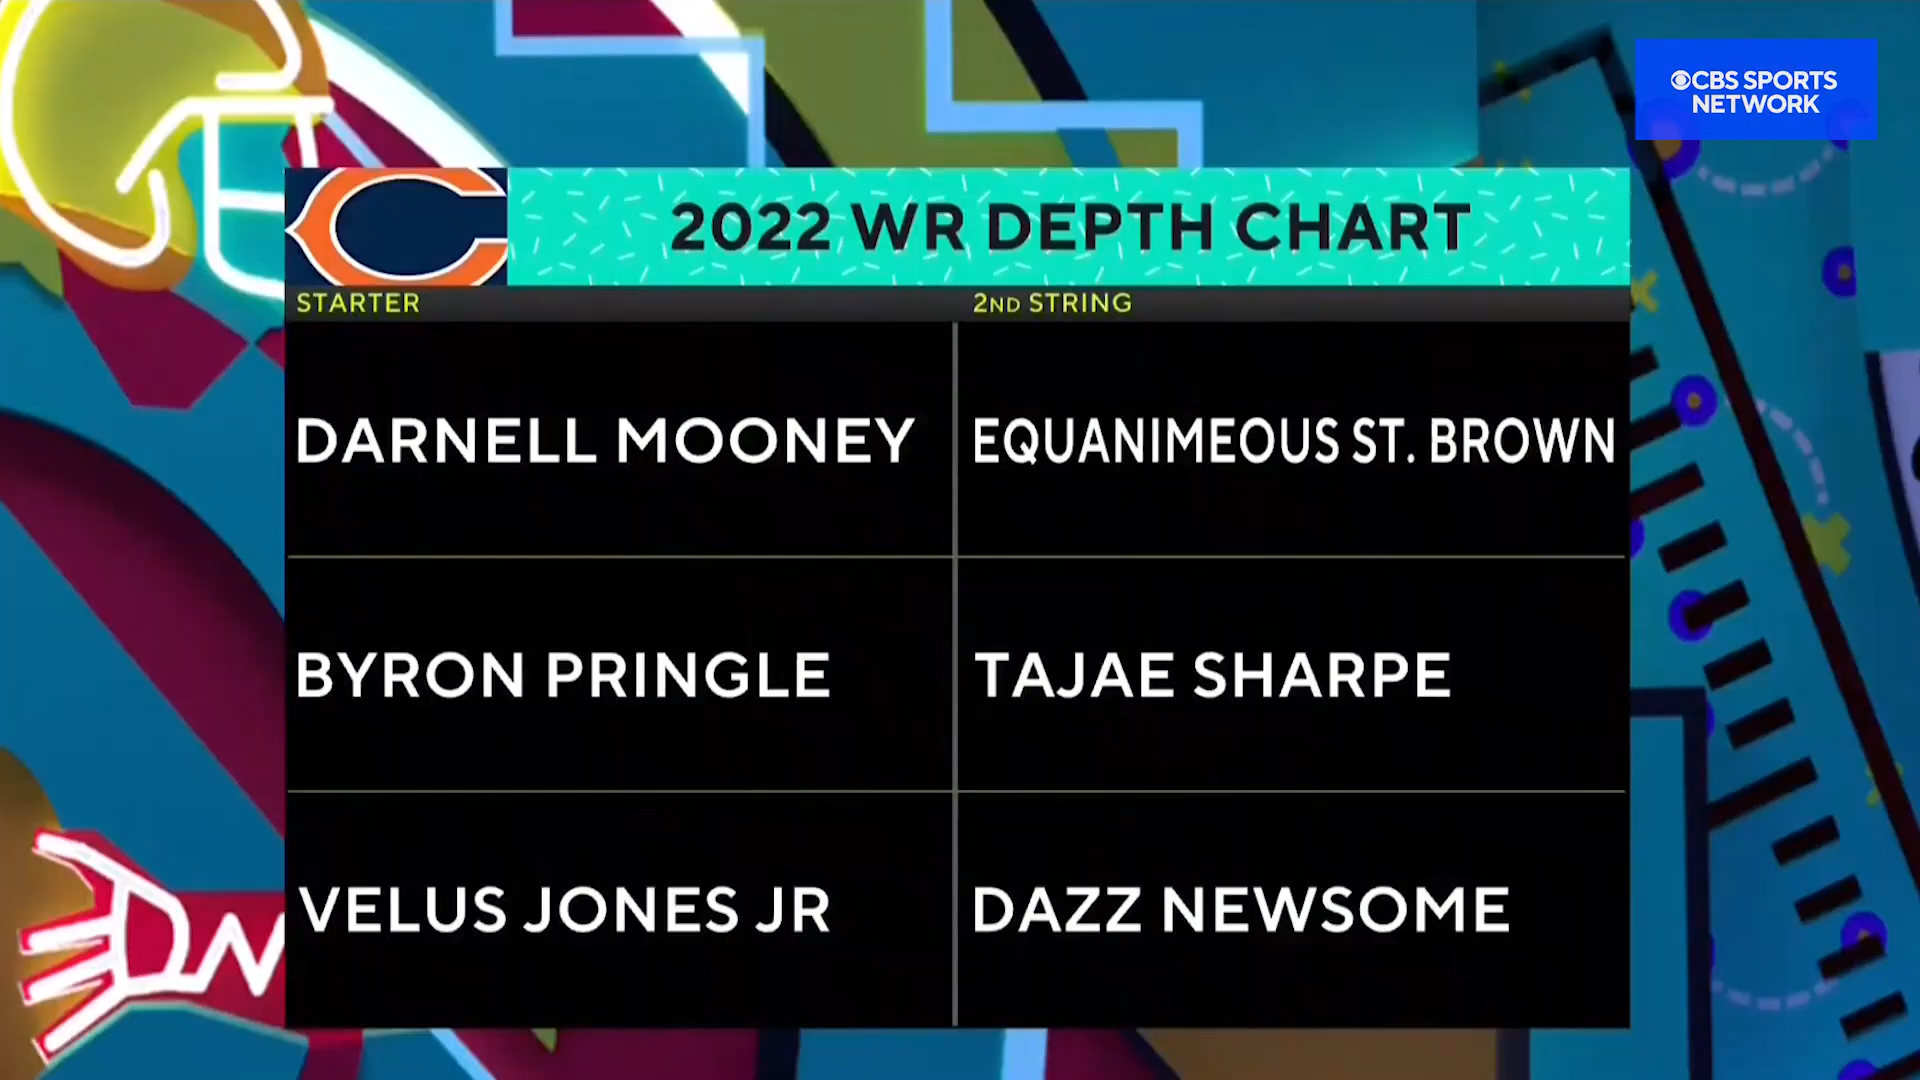 CBS SPORTS
NETWORK
2022 WR DEPTH CHART
STARTER
2ND STRING
DARNELL MOONEY
EQUANIMEOUS ST. BROWN
BYRON PRINGLE
TAJAE SHARPE
VELUS JONES JR
DAZZ NEWSOME